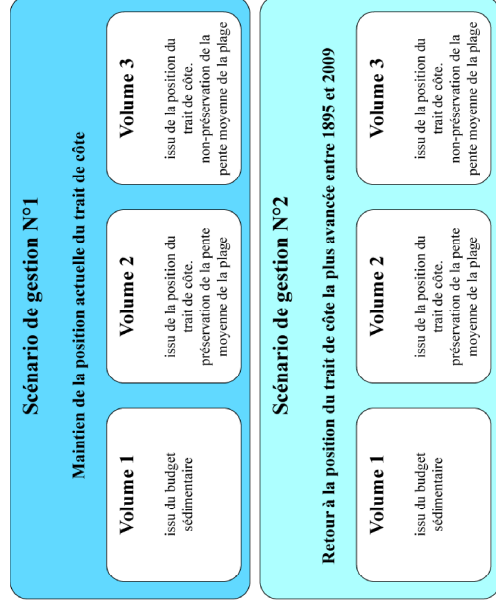 Scénario de gestion N°1
Maintien de la position actuelle du trait de côte
Volume 1
issu du budget
sédimentaire
Volume 2
issu de la position du
trait de côte.
préservation de la pente
moyenne de la plage
Volume 3
issu de la position du
trait de côte.
non-préservation de la
pente moyenne de la plage
Scénario de gestion N°2
Retour à la position du trait de côte la plus avancée entre 1895 et 2009
Volume 1
issu du budget
sédimentaire
Volume 2
issu de la position du
trait de côte.
préservation de la pente
moyenne de la plage
Volume 3
issu de la position du
trait de côte.
non-préservation de la
pente moyenne de la plage